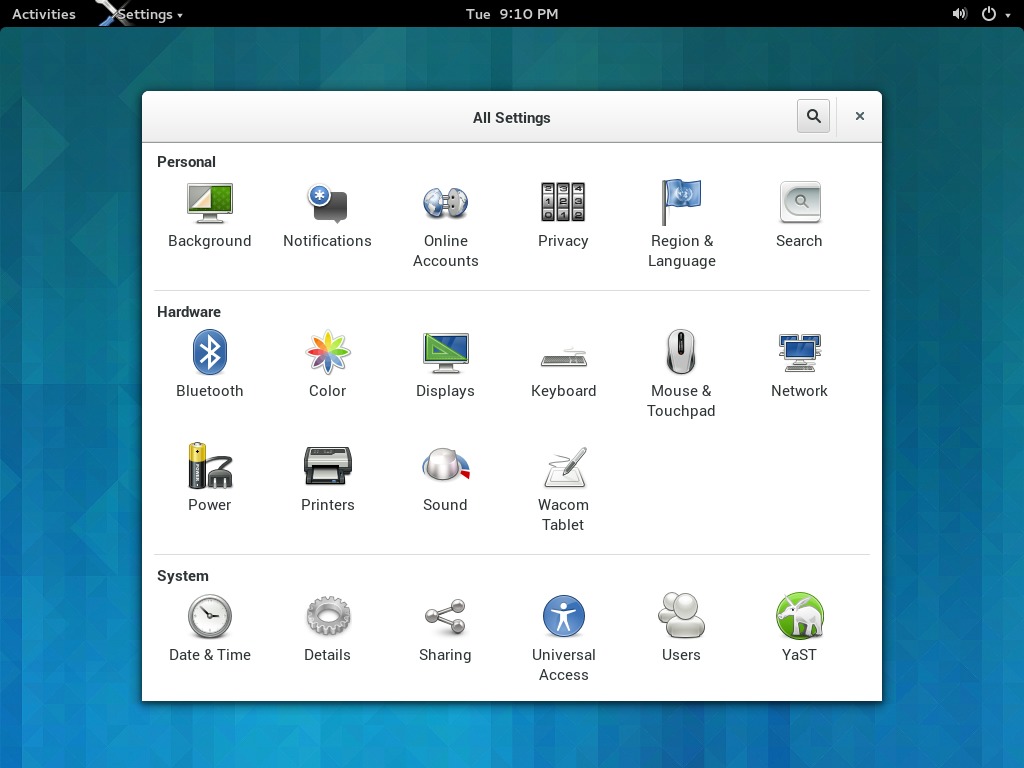 Activities
Settings
Tue 9:10 PM
All Settings
Personal
Background
Notifications
Online
Accounts
Privacy
Region &
Language
Search
Hardware
Bluetooth
Color
Displays
Keyboard
Mouse &
Touchpad
Network
Power
Printers
Sound
Wacom
Tablet
System
Date & Time
Details
Sharing
Universal
Access
Users
YaST